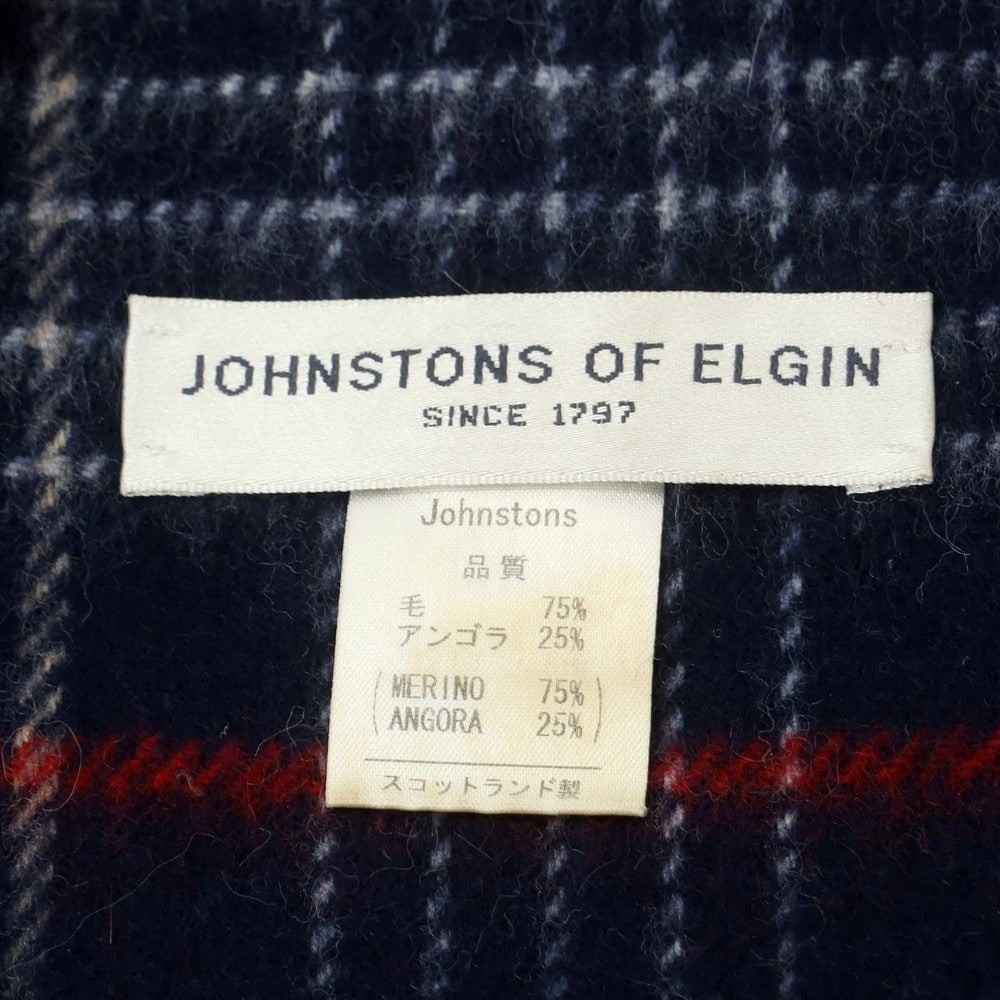 JOHNSTONS OF ELGIN
SINCE 1797
Johnstons
品質
毛 75%
アンゴラ 25%
(MERINO 75%
ANGORA 25%)
スコットランド製